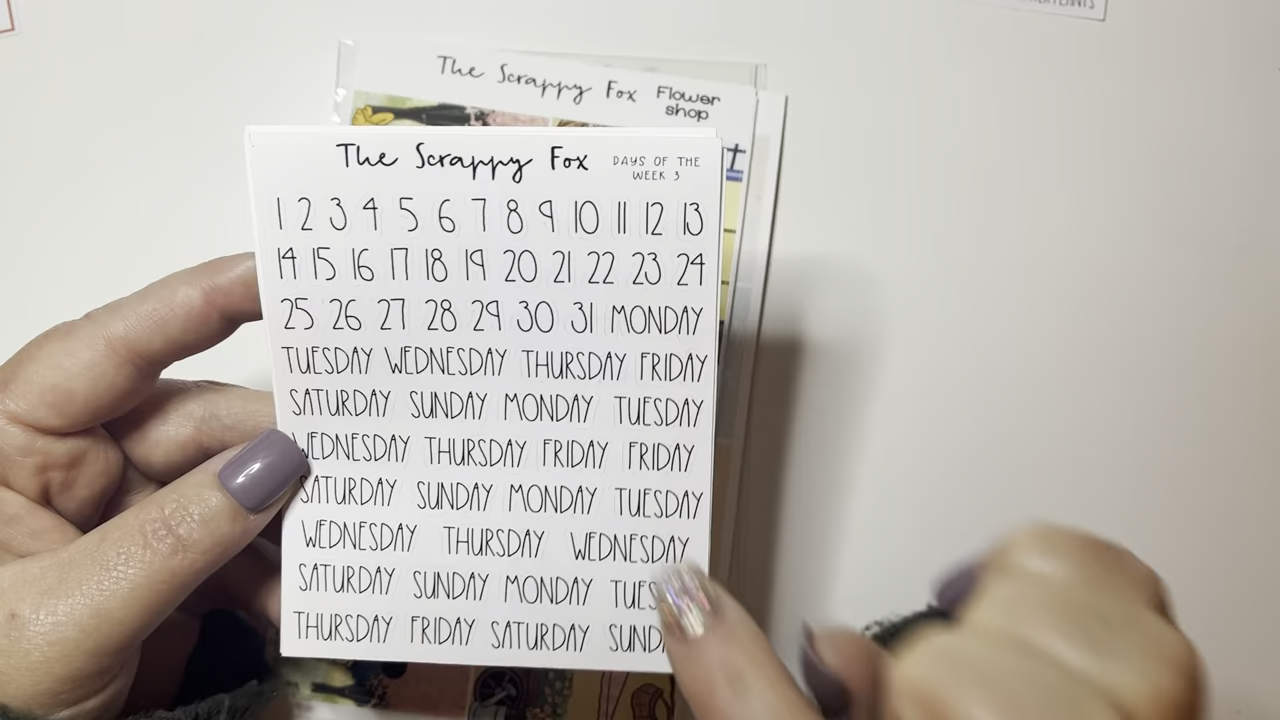 The Scrappy Fox Flower shop
The Scrappy Fox DAYS OF THE WEEK 3
1 2 3 4 5 6 7 8 9 10 11 12 13
14 15 16 17 18 19 20 21 22 23 24
25 26 27 28 29 30 31 MONDAY
TUESDAY WEDNESDAY THURSDAY FRIDAY
SATURDAY SUNDAY MONDAY TUESDAY
WEDNESDAY THURSDAY FRIDAY FRIDAY
SATURDAY SUNDAY MONDAY TUESDAY
WEDNESDAY THURSDAY WEDNESDAY
SATURDAY SUNDAY MONDAY TUES
THURSDAY FRIDAY SATURDAY SUND